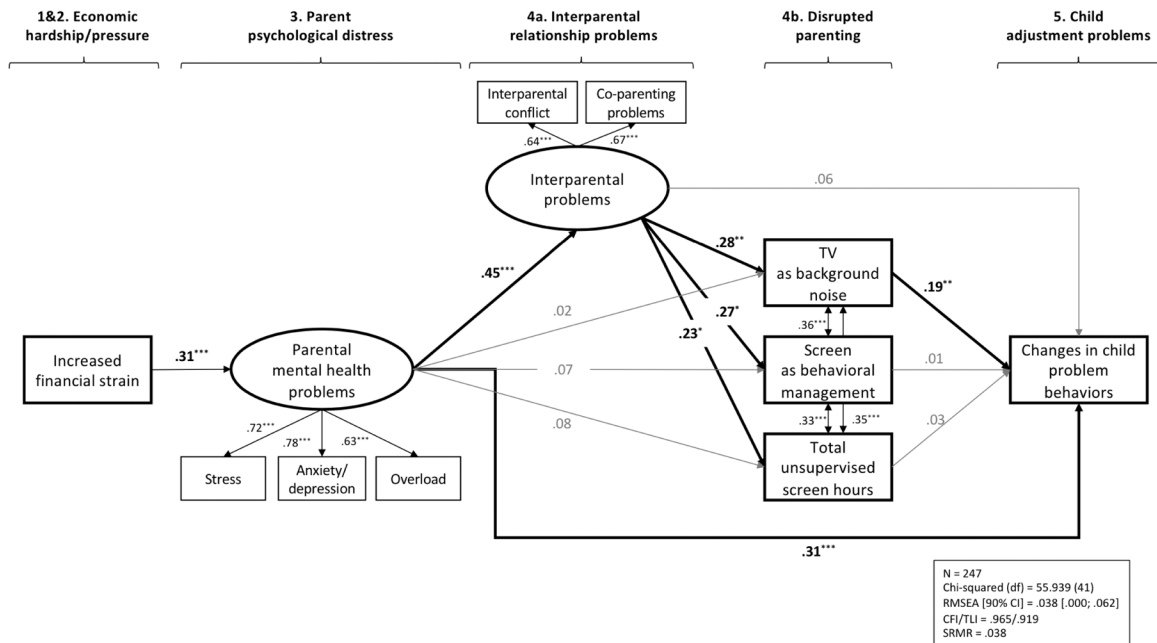 1&2. Economic
hardship/pressure
3. Parent
psychological distress
4a. Interparental
relationship problems
4b. Disrupted
parenting
5. Child
adjustment problems
Interparental
conflict
Co-parenting
problems
.64***
.67***
Interparental
problems
.06
.28**
TV
as background
noise
.45***
.19**
.02
.27*
.23*
.36***
Increased
financial strain
.31***
Parental
mental health
problems
.07
Screen
as behavioral
management
.01
Changes in child
problem
behaviors
.08
.33***
.35***
.03
.72***
.78***
.63***
Stress
Anxiety/
depression
Overload
Total
unsupervised
screen hours
.31***
N = 247
Chi-squared (df) = 55.939 (41)
RMSEA [90% CI] = .038 [.000; .062]
CFI/TLI = .965/.919
SRMR = .038